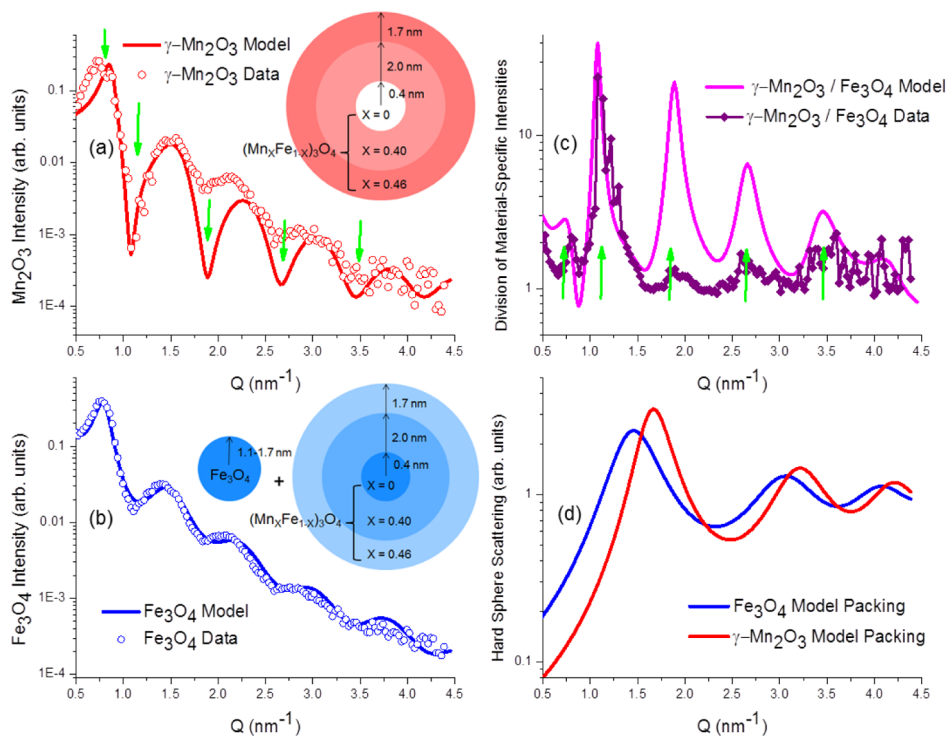 (a)
γ–Mn2O3 Model
γ–Mn2O3 Data
1.7 nm
2.0 nm
0.4 nm
X = 0
(MnXFe1-X)3O4
X = 0.40
X = 0.46
Mn2O3 Intensity (arb. units)
0.1
0.01
1E-3
1E-4
0.5 1.0 1.5 2.0 2.5 3.0 3.5 4.0 4.5
Q (nm-1)
(c)
γ–Mn2O3 / Fe3O4 Model
γ–Mn2O3 / Fe3O4 Data
Division of Material-Specific Intensities
10
1
0.5 1.0 1.5 2.0 2.5 3.0 3.5 4.0 4.5
Q (nm-1)
(b)
1.1-1.7 nm
Fe3O4
+
1.7 nm
2.0 nm
0.4 nm
X = 0
(MnXFe1-X)3O4
X = 0.40
X = 0.46
Fe3O4 Model
Fe3O4 Data
Fe3O4 Intensity (arb. units)
0.1
0.01
1E-3
1E-4
0.5 1.0 1.5 2.0 2.5 3.0 3.5 4.0 4.5
Q (nm-1)
(d)
Fe3O4 Model Packing
γ–Mn2O3 Model Packing
Hard Sphere Scattering (arb. units)
1
0.1
0.5 1.0 1.5 2.0 2.5 3.0 3.5 4.0 4.5
Q (nm-1)